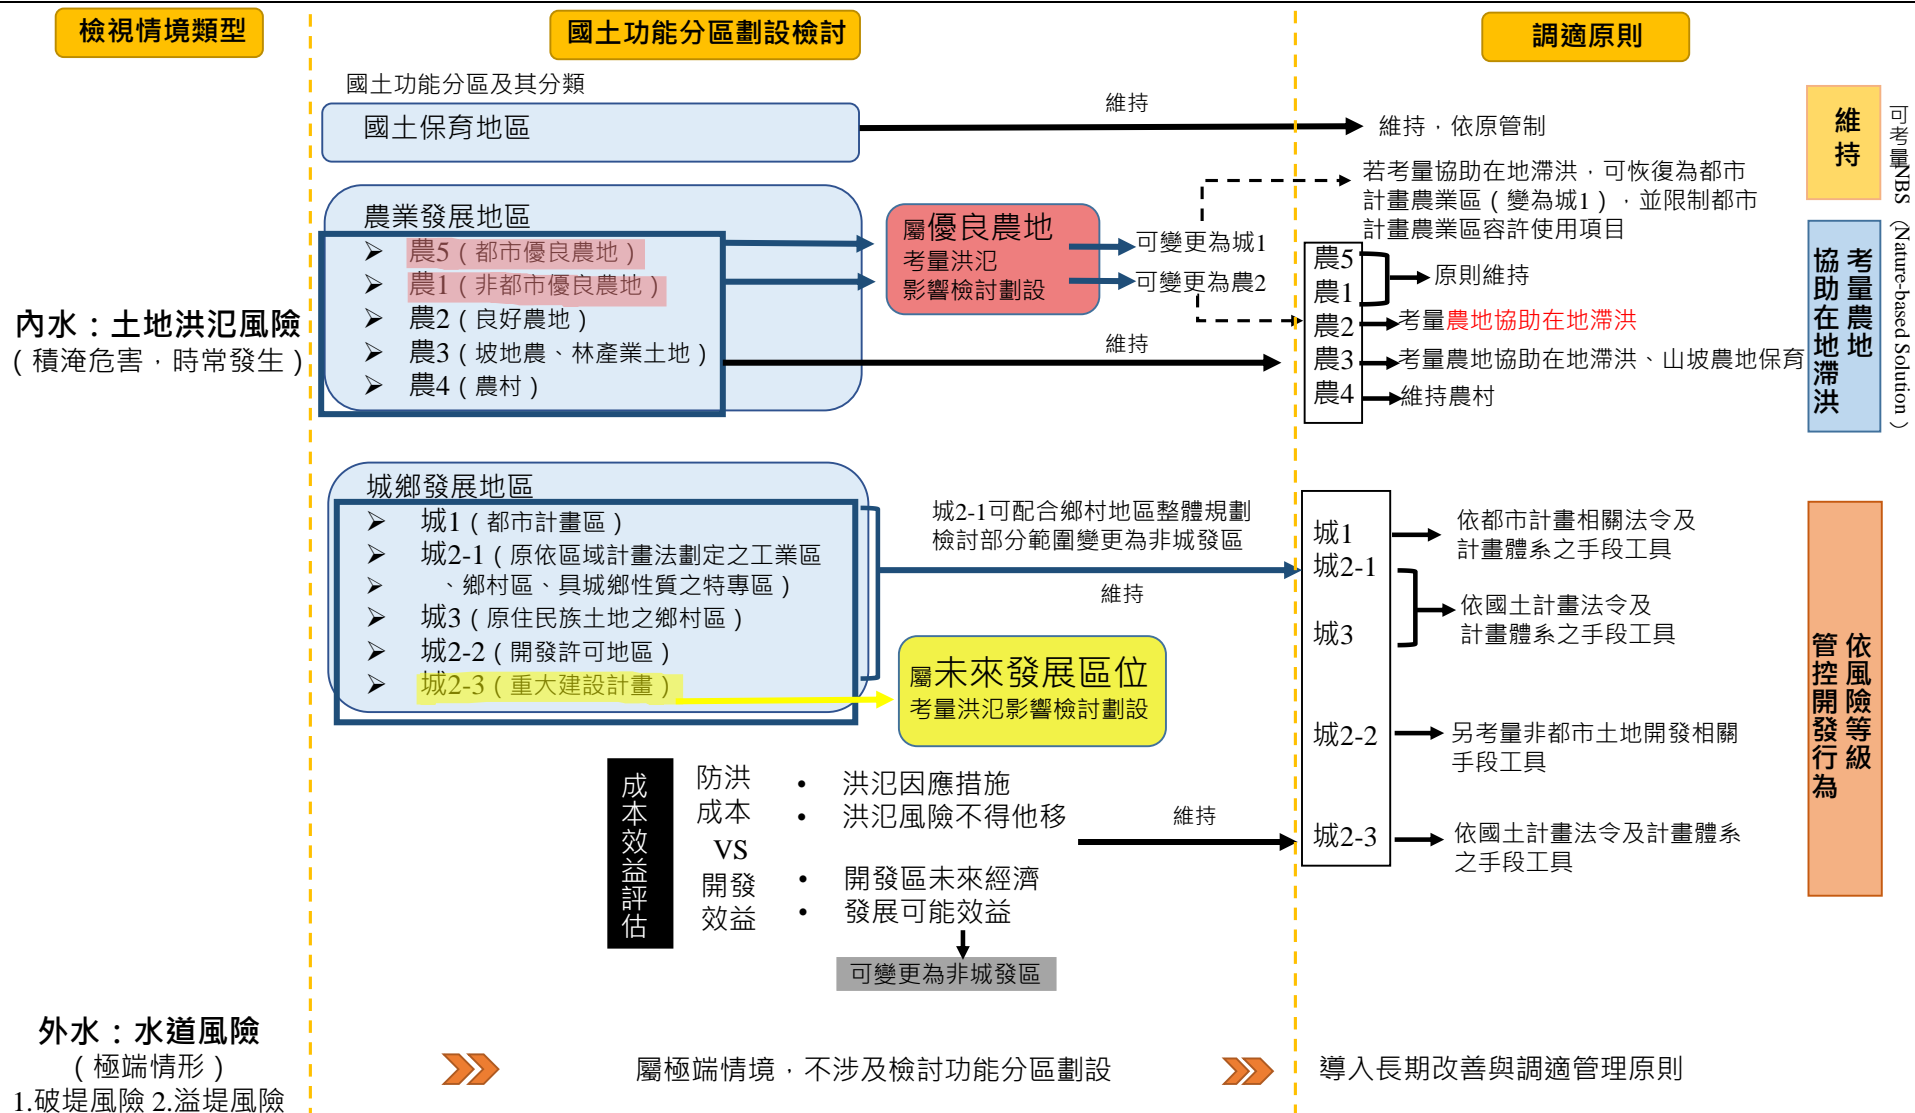 檢視情境類型
國土功能分區劃設檢討
調適原則
內水：土地洪氾風險
（積淹危害，時常發生）
國土功能分區及其分類
國土保育地區
維持
維持，依原管制
農業發展地區
➢ 農5（都市優良農地）
➢ 農1（非都市優良農地）
➢ 農2（良好農地）
➢ 農3（坡地農、林產業土地）
➢ 農4（農村）
屬優良農地
考量洪氾
影響檢討劃設
可變更為城1
可變更為農2
維持
若考量協助在地滯洪，可恢復為都市
計畫農業區（變為城1），並限制都市
計畫農業區容許使用項目
農5
農1
原則維持
農2
考量農地協助在地滯洪
農3
考量農地協助在地滯洪、山坡農地保育
農4
維持農村
維持
考量農地
協助在地滯洪
可考量NBS（Nature-based Solution）
城鄉發展地區
➢ 城1（都市計畫區）
➢ 城2-1（原依區域計畫法劃定之工業區
➢ 、鄉村區、具城鄉性質之特專區）
➢ 城3（原住民族土地之鄉村區）
➢ 城2-2（開發許可地區）
➢ 城2-3（重大建設計畫）
城2-1可配合鄉村地區整體規劃
檢討部分範圍變更為非城發區
維持
屬未來發展區位
考量洪氾影響檢討劃設
成本效益評估
防洪
成本
VS
開發
效益
• 洪氾因應措施
• 洪氾風險不得他移
• 開發區未來經濟
• 發展可能效益
維持
可變更為非城發區
城1
依都市計畫相關法令及
計畫體系之手段工具
城2-1
城3
依國土計畫法令及
計畫體系之手段工具
城2-2
另考量非都市土地開發相關
手段工具
城2-3
依國土計畫法令及計畫體系
之手段工具
依風險等級
管控開發行為
外水：水道風險
（極端情形）
1.破堤風險 2.溢堤風險
屬極端情境，不涉及檢討功能分區劃設
導入長期改善與調適管理原則